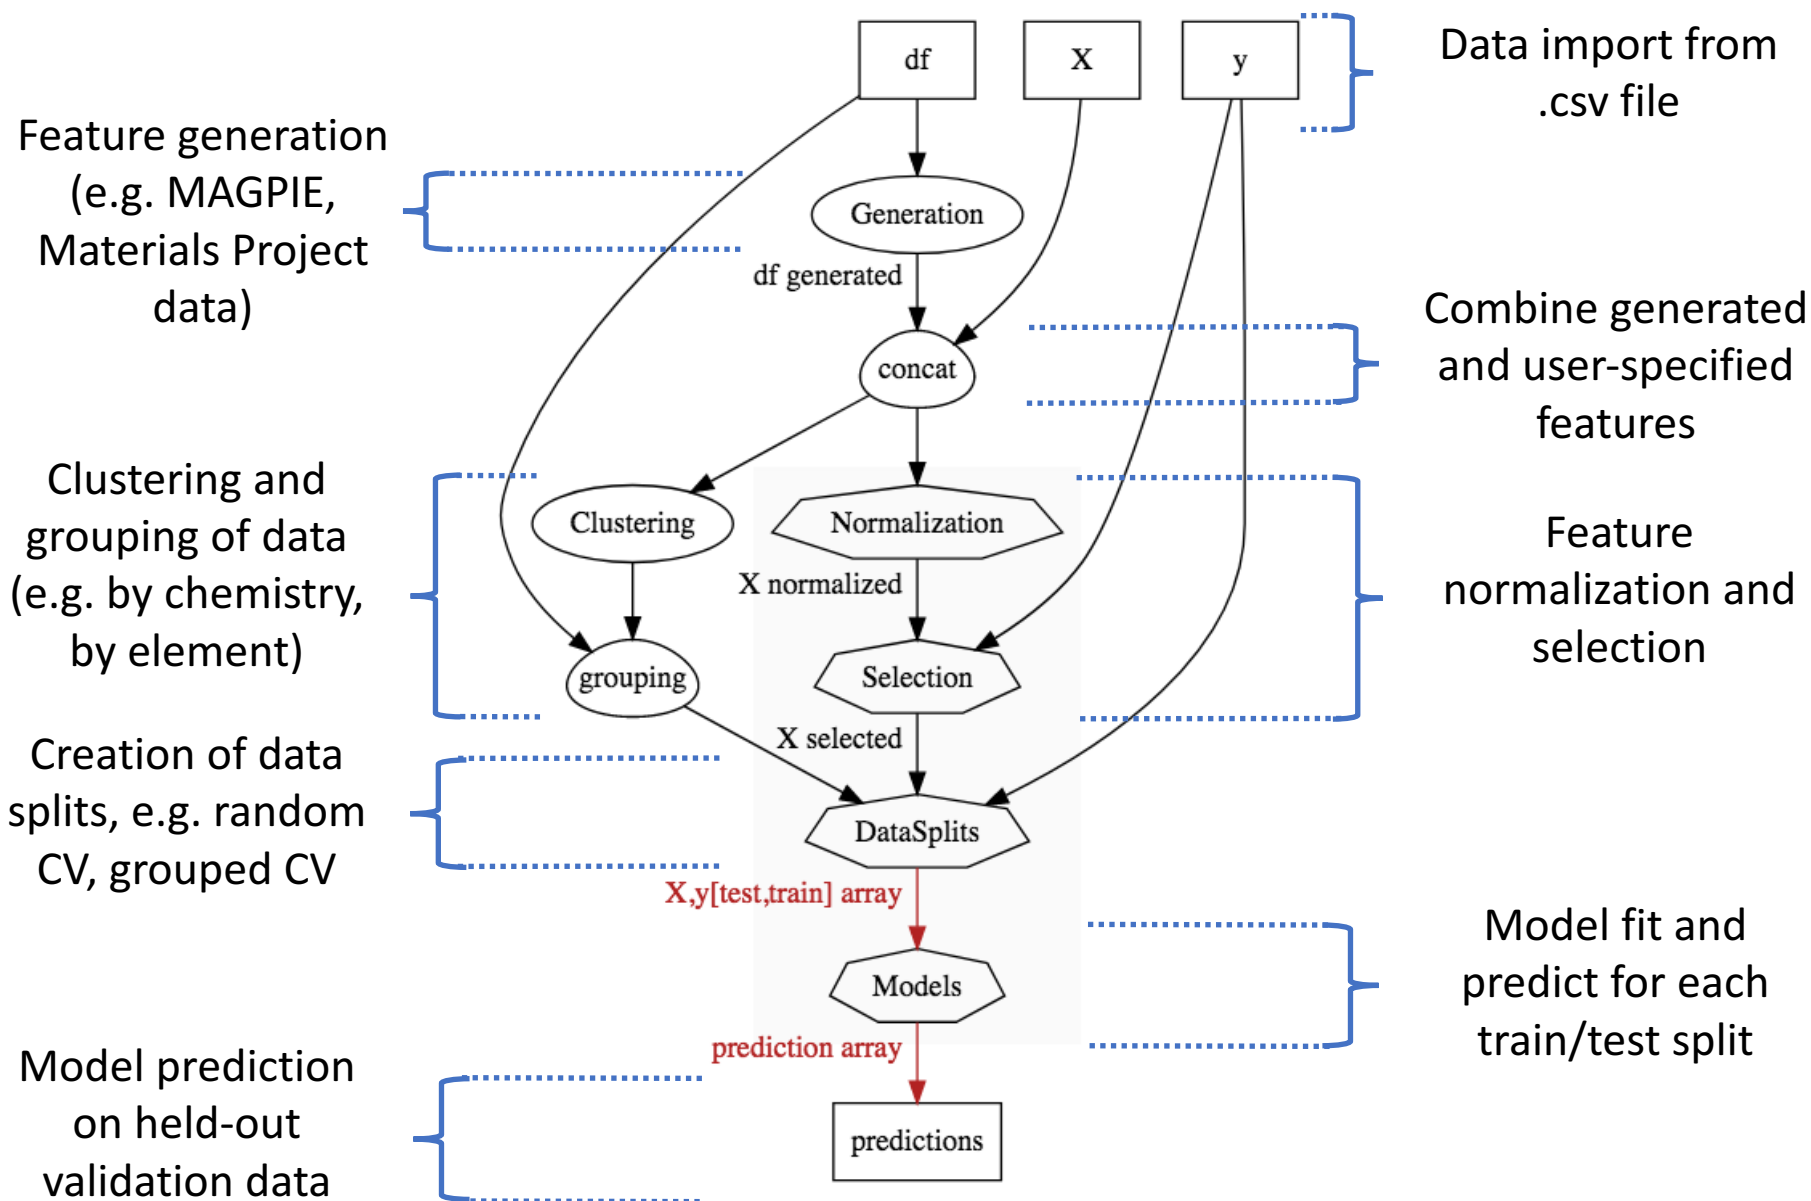 df
X
y
Data import from
.csv file
Feature generation
(e.g. MAGPIE,
Materials Project
data)
Generation
df generated
concat
Combine generated
and user-specified
features
Clustering and
grouping of data
(e.g. by chemistry,
by element)
Clustering
Normalization
X normalized
Feature
normalization and
selection
grouping
Selection
X selected
Creation of data
splits, e.g. random
CV, grouped CV
DataSplits
X,y[test,train] array
Models
prediction array
Model fit and
predict for each
train/test split
Model prediction
on held-out
validation data
predictions